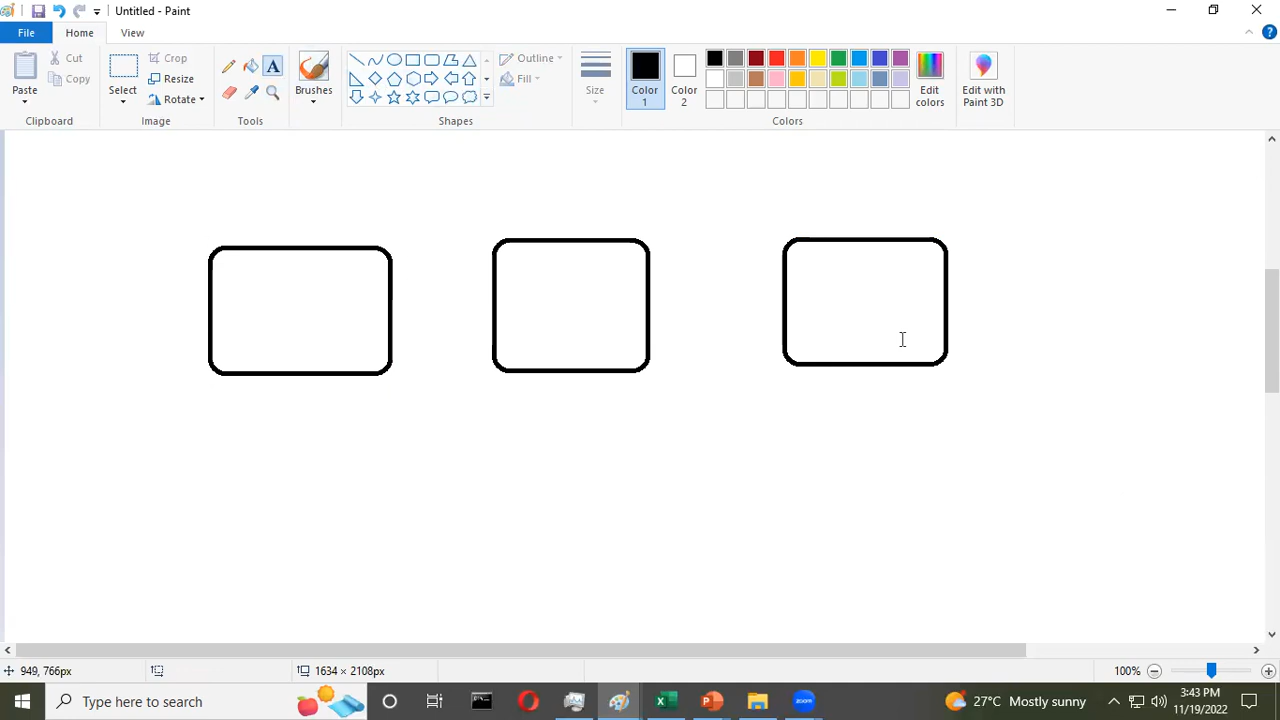 Untitled - Paint
File
Home
View
Paste
Cut
Copy
Clipboard
Select
Crop
Resize
Rotate
Image
A
Tools
Brushes
Outline
Fill
Shapes
Size
Color
1
Color
2
Edit
colors
Colors
Edit with
Paint 3D
949, 766px
1634 × 2108px
100%
Type here to search
zoom
27°C Mostly sunny
3:43 PM
11/19/2022